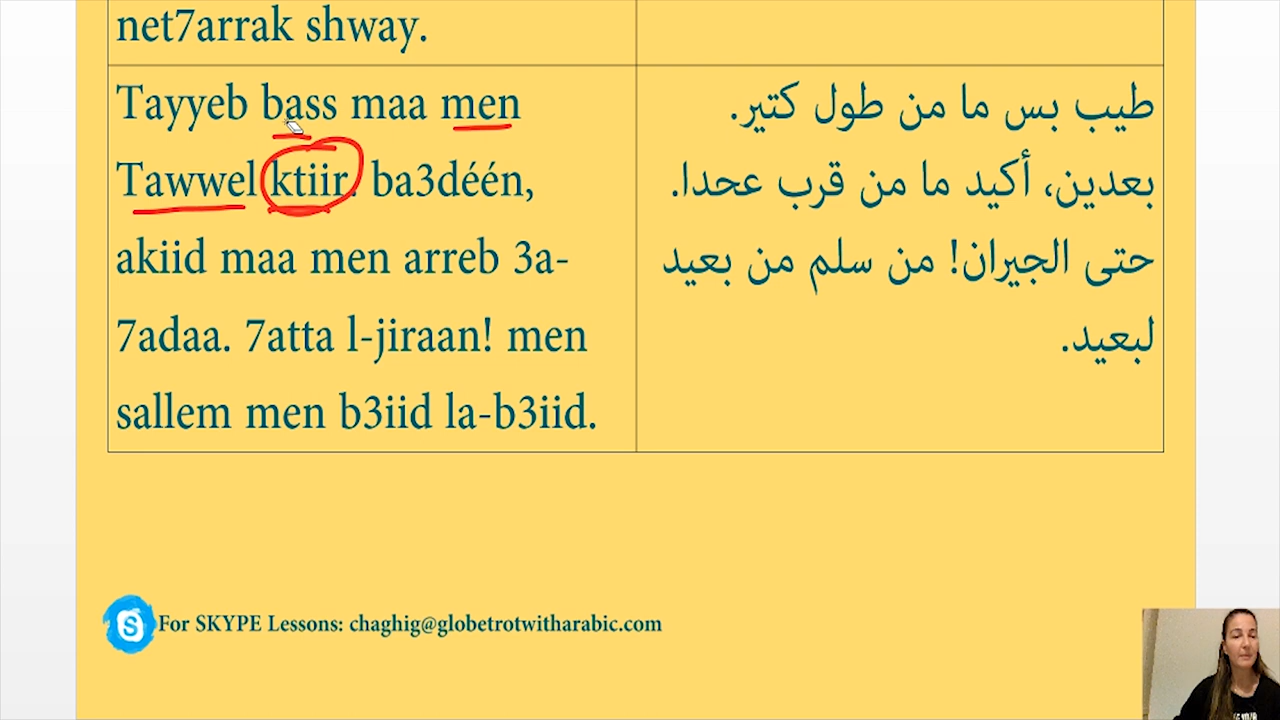 net7arrak shway.
Tayyeb bass maa men
Tawwel ktiir. ba3déén,
akiid maa men arreb 3a-
7adaa. 7atta l-jiraan! men
sallem men b3iid la-b3iid.
طيب بس ما من طول كتير.
بعدين، أكيد ما من قرب عحدا.
حتى الجيران! من سلم من بعيد
لبعيد.
For SKYPE Lessons: chaghig@globetrotwitharabic.com